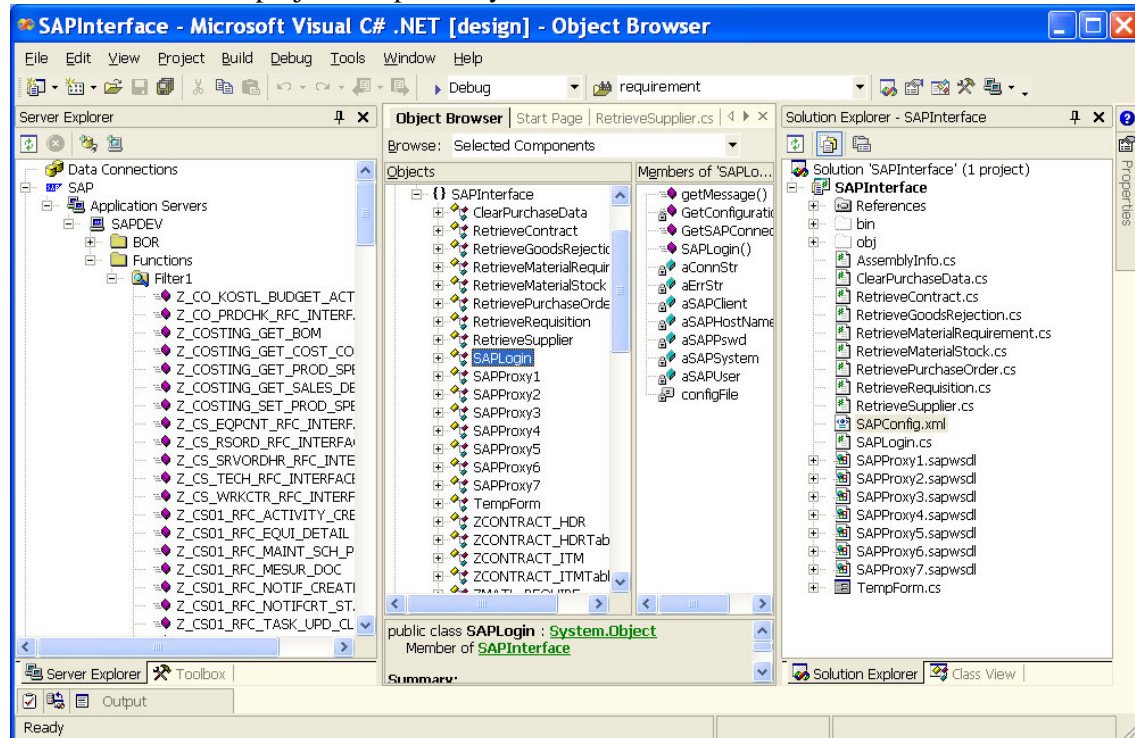 SAPInterface - Microsoft Visual C# .NET [design] - Object Browser
File Edit View Project Build Debug Tools Window Help
Debug requirement
Server Explorer
Data Connections
SAP
Application Servers
SAPDEV
BOR
Functions
Filter1
Z_CO_KOSTL_BUDGET_ACT
Z_CO_PRDCHK_RFC_INTERF.
Z_COSTING_GET_BOM
Z_COSTING_GET_COST_CO
Z_COSTING_GET_PROD_SPE
Z_COSTING_GET_SALES_DE
Z_COSTING_SET_PROD_SPE
Z_CS_EQPCNT_RFC_INTERF.
Z_CS_RSORD_RFC_INTERFA
Z_CS_SRVORDHR_RFC_INTE
Z_CS_TECH_RFC_INTERFACE
Z_CS_WRKCTR_RFC_INTERF
Z_CS01_RFC_ACTIVITY_CRE
Z_CS01_RFC_EQUI_DETAIL
Z_CS01_RFC_MAINT_SCH_P
Z_CS01_RFC_MESUR_DOC
Z_CS01_RFC_NOTIF_CREATI
Z_CS01_RFC_NOTIFCRT_ST.
Z_CS01_RFC_TASK_UPD_CL
Server Explorer Toolbox
Object Browser Start Page RetrieveSupplier.cs
Browse: Selected Components
Objects
{} SAPInterface
ClearPurchaseData
RetrieveContract
RetrieveGoodsRejectic
RetrieveMaterialRequir
RetrieveMaterialStock
RetrievePurchaseOrde
RetrieveRequisition
RetrieveSupplier
SAPLogin
SAPProxy1
SAPProxy2
SAPProxy3
SAPProxy4
SAPProxy5
SAPProxy6
SAPProxy7
TempForm
ZCONTRACT_HDR
ZCONTRACT_HDRTab
ZCONTRACT_ITM
ZCONTRACT_ITMTabl
Members of 'SAPLo...
getMessage()
GetConfiguratic
GetSAPConnec
SAPLogin()
aConnStr
aErrStr
aSAPClient
aSAPHostName
aSAPPswd
aSAPSystem
aSAPUser
configFile
public class SAPLogin : System.Object
Member of SAPInterface
Summary:
Solution Explorer - SAPInterface
Solution 'SAPInterface' (1 project)
SAPInterface
References
bin
obj
AssemblyInfo.cs
ClearPurchaseData.cs
RetrieveContract.cs
RetrieveGoodsRejection.cs
RetrieveMaterialRequirement.cs
RetrieveMaterialStock.cs
RetrievePurchaseOrder.cs
RetrieveRequisition.cs
RetrieveSupplier.cs
SAPConfig.xml
SAPLogin.cs
SAPProxy1.sapwsdl
SAPProxy2.sapwsdl
SAPProxy3.sapwsdl
SAPProxy4.sapwsdl
SAPProxy5.sapwsdl
SAPProxy6.sapwsdl
SAPProxy7.sapwsdl
TempForm.cs
Solution Explorer Class View
Properties
Output
Ready